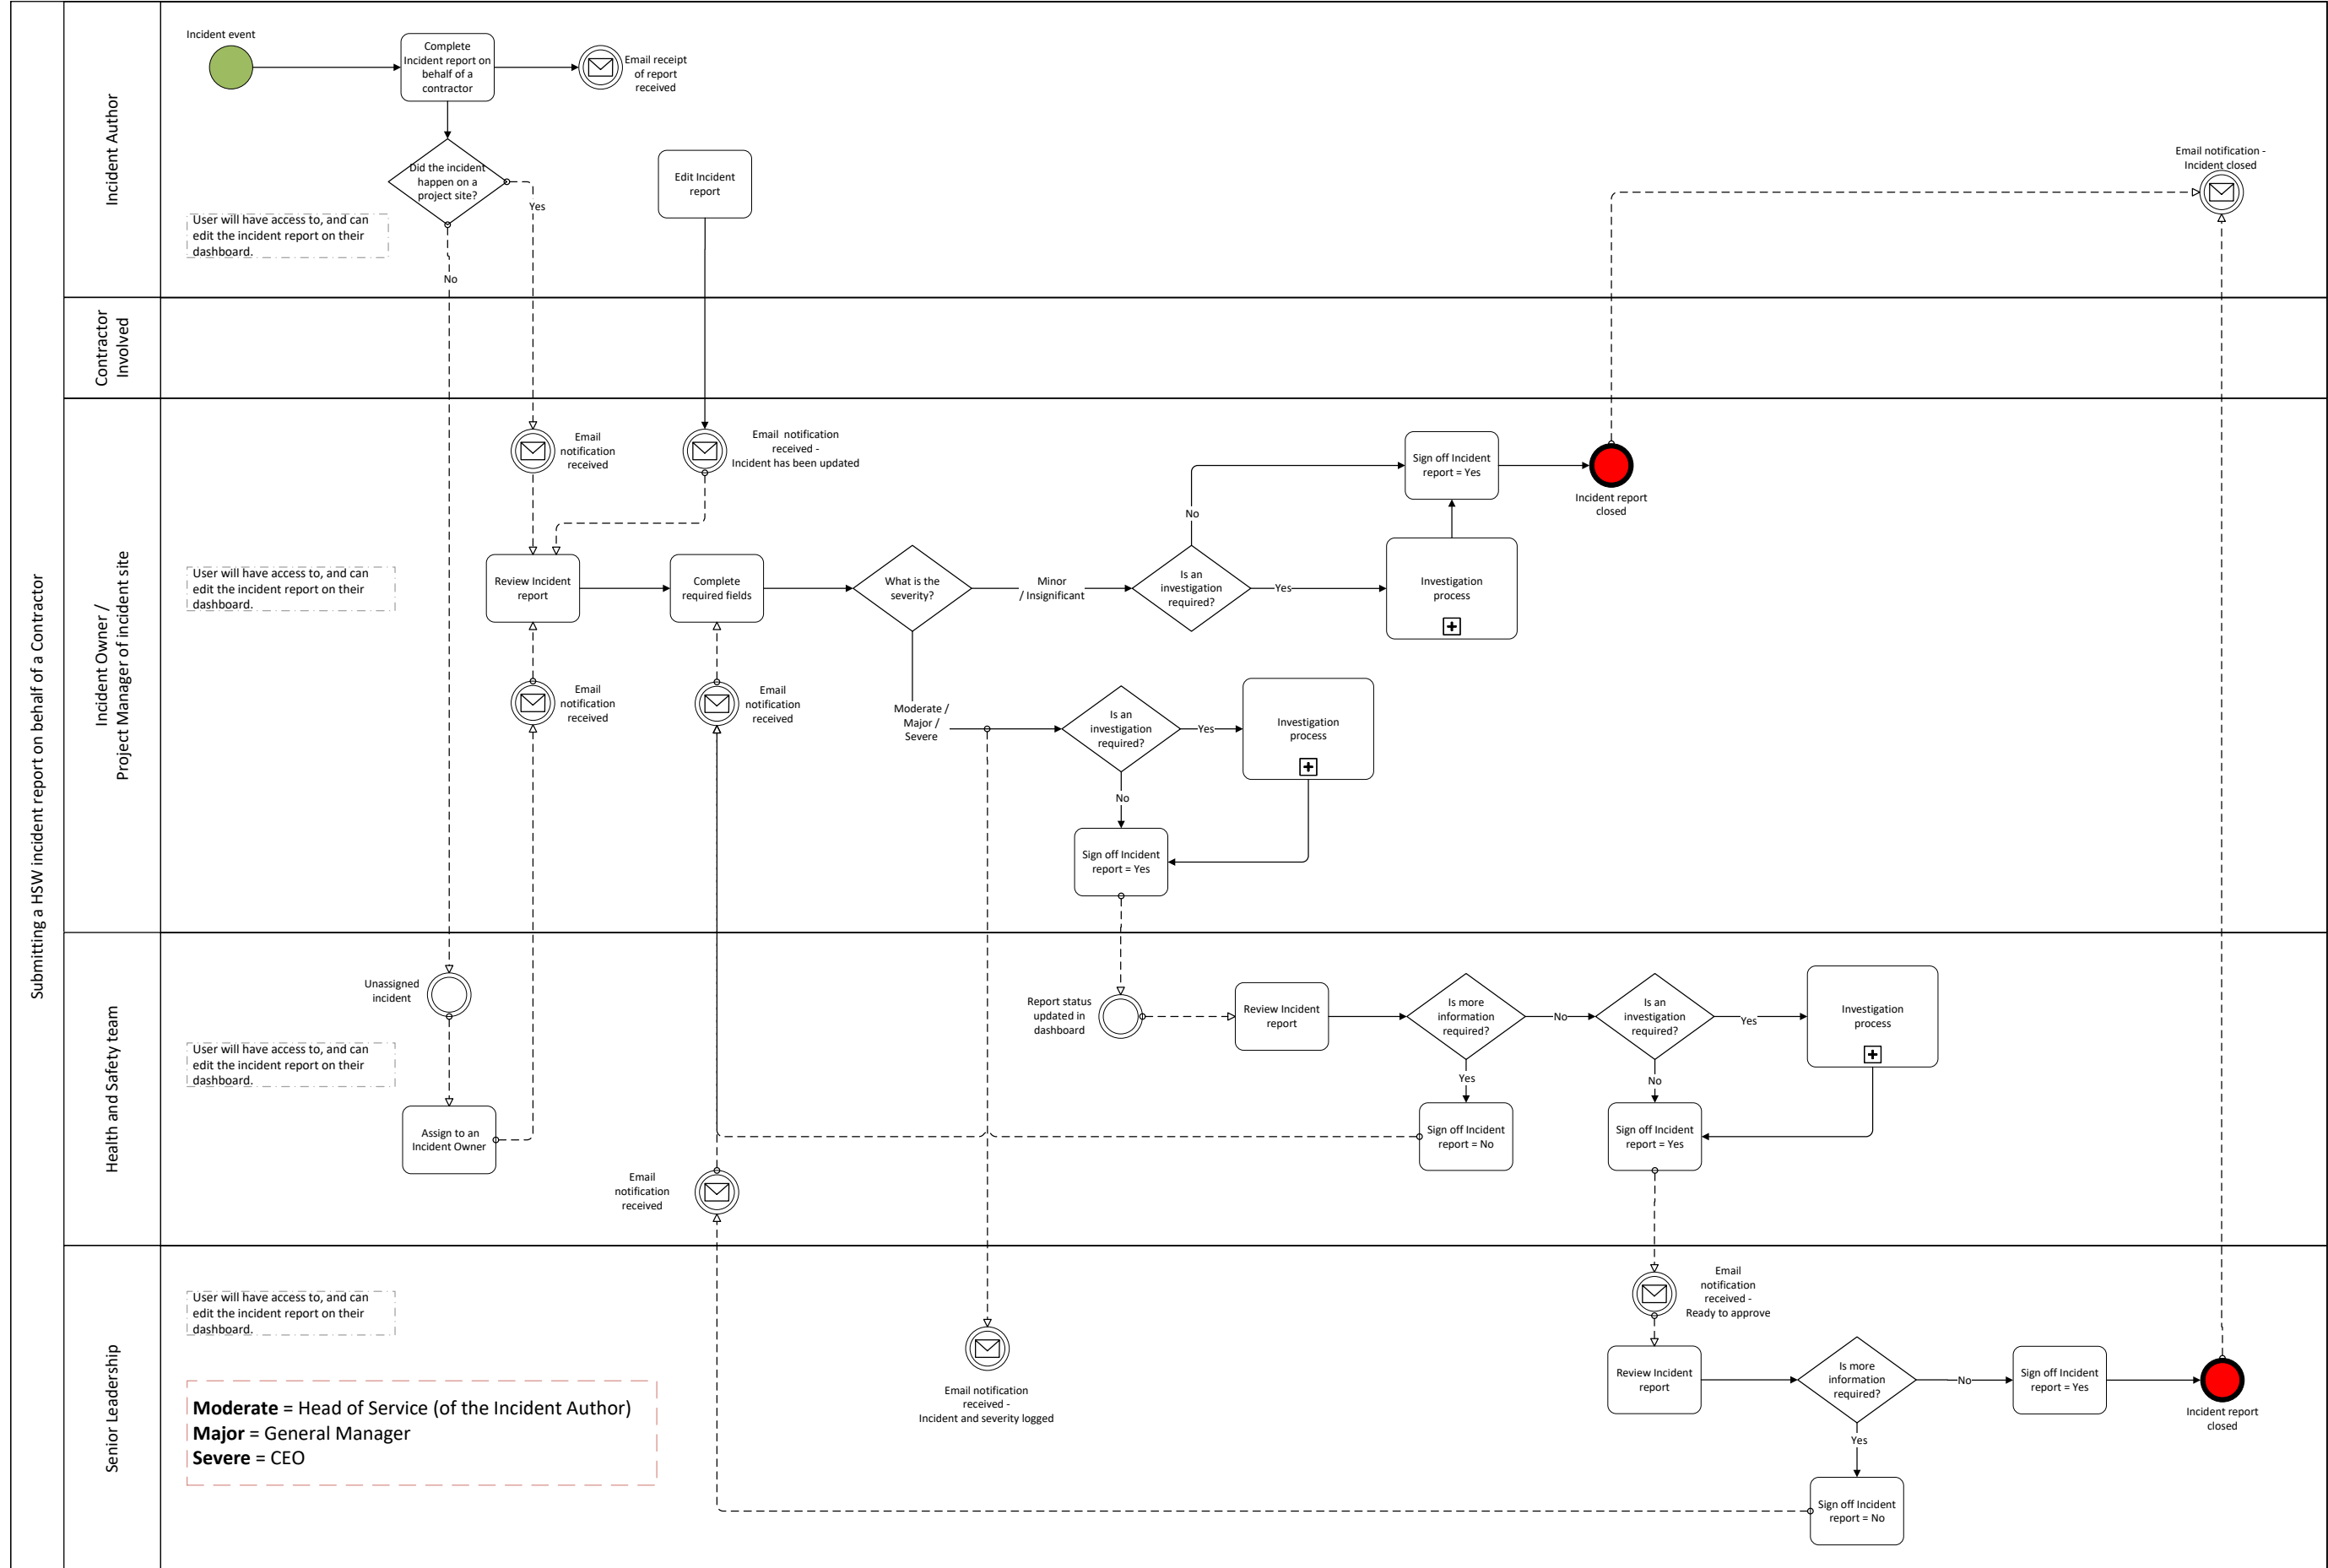 Submitting a HSW incident report on behalf of a Contractor
Incident Author
Incident event
Complete
Incident report on
behalf of a
contractor
Email receipt
of report
received
Did the incident
happen on a
project site?
Yes
No
Edit Incident
report
User will have access to, and can
edit the incident report on their
dashboard.
Email notification -
Incident closed
Contractor
Involved
Incident Owner /
Project Manager of incident site
Email
notification
received
Email notification
received -
Incident has been updated
Sign off Incident
report = Yes
Incident report
closed
No
User will have access to, and can
edit the incident report on their
dashboard.
Review Incident
report
Complete
required fields
What is the
severity?
Minor
/ Insignificant
Is an
investigation
required?
Yes
Investigation
process
Email
notification
received
Email
notification
received
Moderate /
Major /
Severe
Is an
investigation
required?
Yes
Investigation
process
No
Sign off Incident
report = Yes
Health and Safety team
Unassigned
incident
Report status
updated in
dashboard
Review Incident
report
Is more
information
required?
No
Is an
investigation
required?
Yes
Investigation
process
User will have access to, and can
edit the incident report on their
dashboard.
Yes
No
Assign to an
Incident Owner
Sign off Incident
report = No
Sign off Incident
report = Yes
Email
notification
received
Senior Leadership
User will have access to, and can
edit the incident report on their
dashboard.
Email
notification
received -
Ready to approve
Moderate = Head of Service (of the Incident Author)
Major = General Manager
Severe = CEO
Email notification
received -
Incident and severity logged
Review Incident
report
Is more
information
required?
No
Sign off Incident
report = Yes
Incident report
closed
Yes
Sign off Incident
report = No